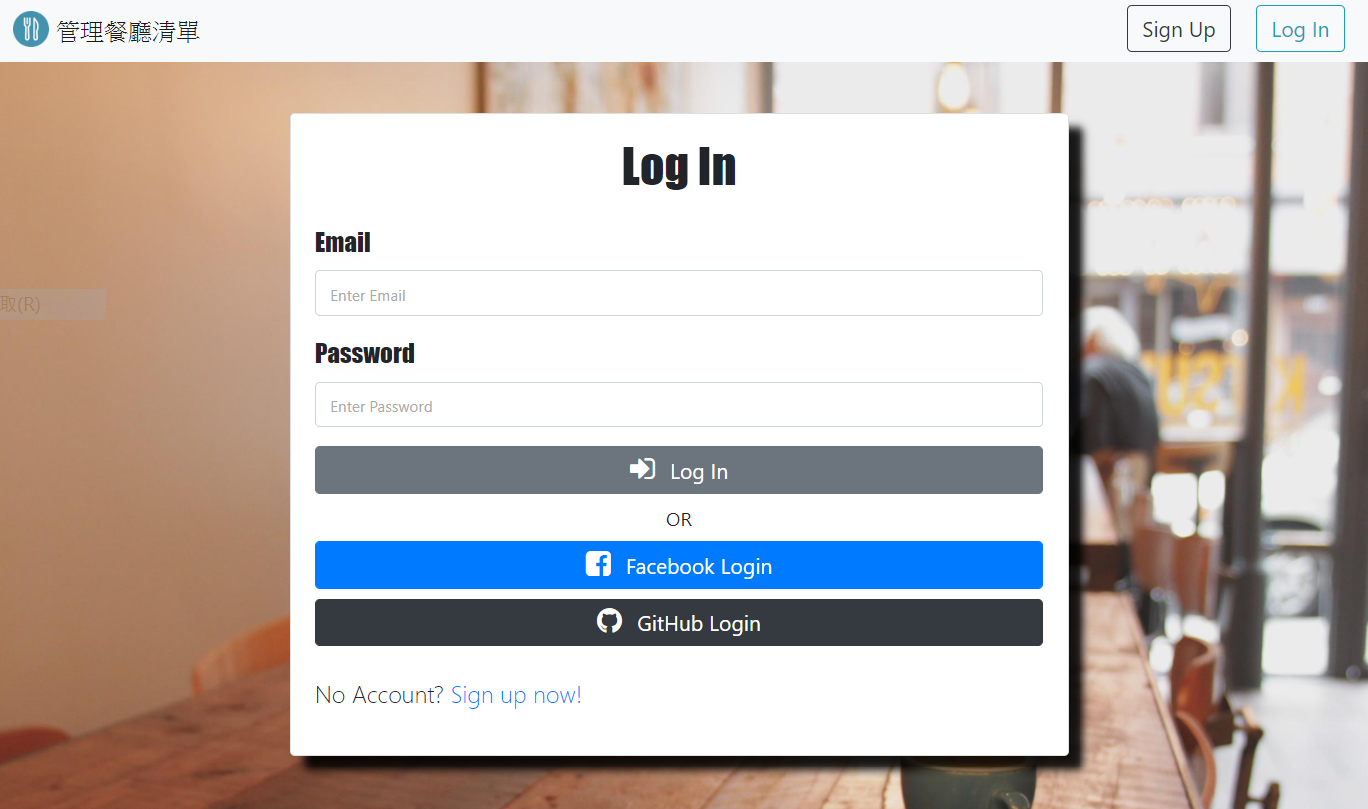 管理餐廳清單
Sign Up
Log In
Log In
Email
Enter Email
取(R)
Password
Enter Password
Log In
OR
Facebook Login
GitHub Login
No Account? Sign up now!